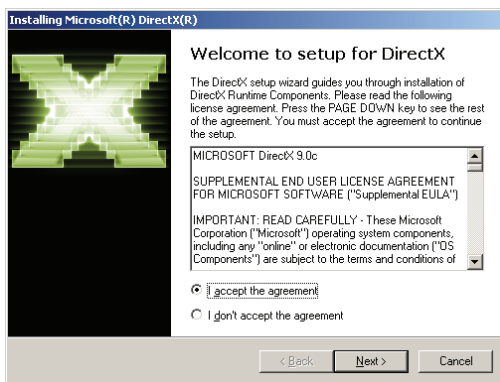 Installing Microsoft(R) DirectX(R)
Welcome to setup for DirectX
The DirectX setup wizard guides you through installation of
DirectX Runtime Components. Please read the following
license agreement. Press the PAGE DOWN key to see the rest
of the agreement. You must accept the agreement to continue
the setup.
MICROSOFT DirectX 9.0c
SUPPLEMENTAL END USER LICENSE AGREEMENT
FOR MICROSOFT SOFTWARE ("Supplemental EULA")
IMPORTANT: READ CAREFULLY - These Microsoft
Corporation ("Microsoft") operating system components,
including any "online" or electronic documentation ("OS
Components") are subject to the terms and conditions of
I accept the agreement
I don't accept the agreement
< Back
Next >
Cancel